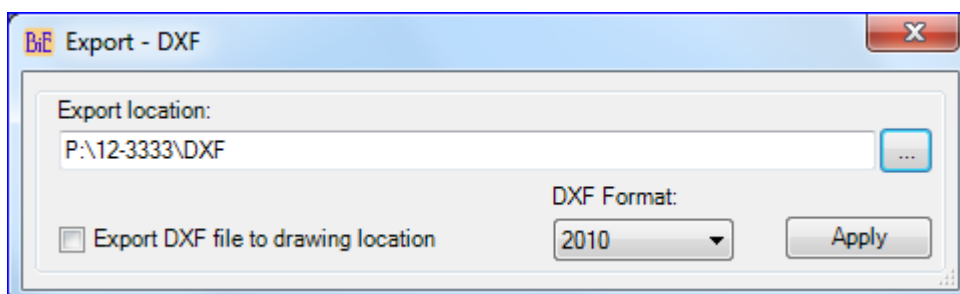 BiE Export - DXF
Export location:
P:\12-3333\DXF
...
DXF Format:
Export DXF file to drawing location
2010
Apply